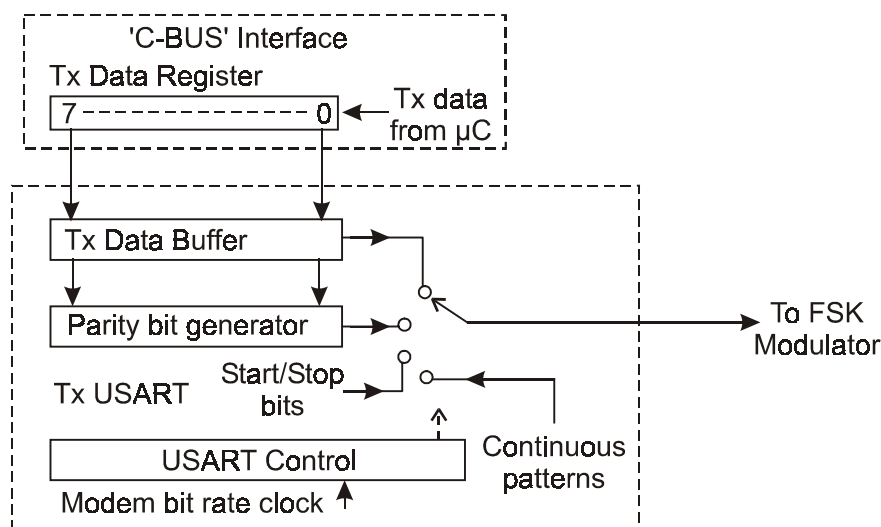 'C-BUS' Interface
Tx Data Register
7 0
Tx data
from µC
Tx Data Buffer
Parity bit generator
To FSK
Modulator
Start/Stop
bits
Tx USART
Continuous
patterns
USART Control
Modem bit rate clock